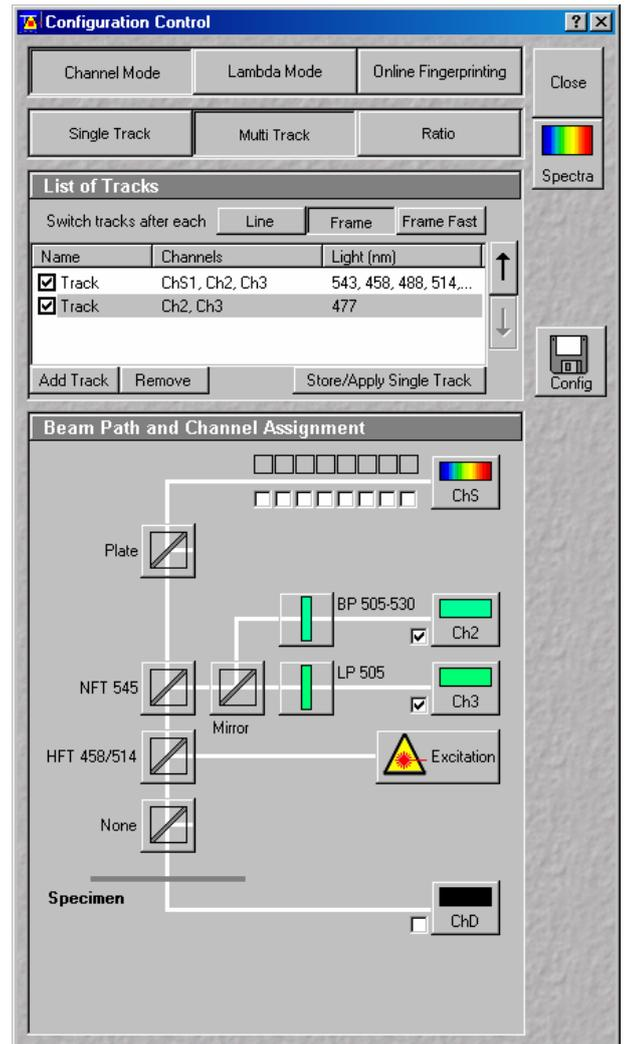 Configuration Control
Channel Mode Lambda Mode Online Fingerprinting Close
Single Track Multi Track Ratio
Spectra
List of Tracks
Switch tracks after each Line Frame Frame Fast
Name Channels Light (nm)
Track ChS1, Ch2, Ch3 543, 458, 488, 514,...
Track Ch2, Ch3 477
Add Track Remove Store/Apply Single Track Config
Beam Path and Channel Assignment
ChS
Plate
BP 505-530
Ch2
NFT 545
LP 505
Ch3
Mirror
HFT 458/514
Excitation
None
Specimen
ChD